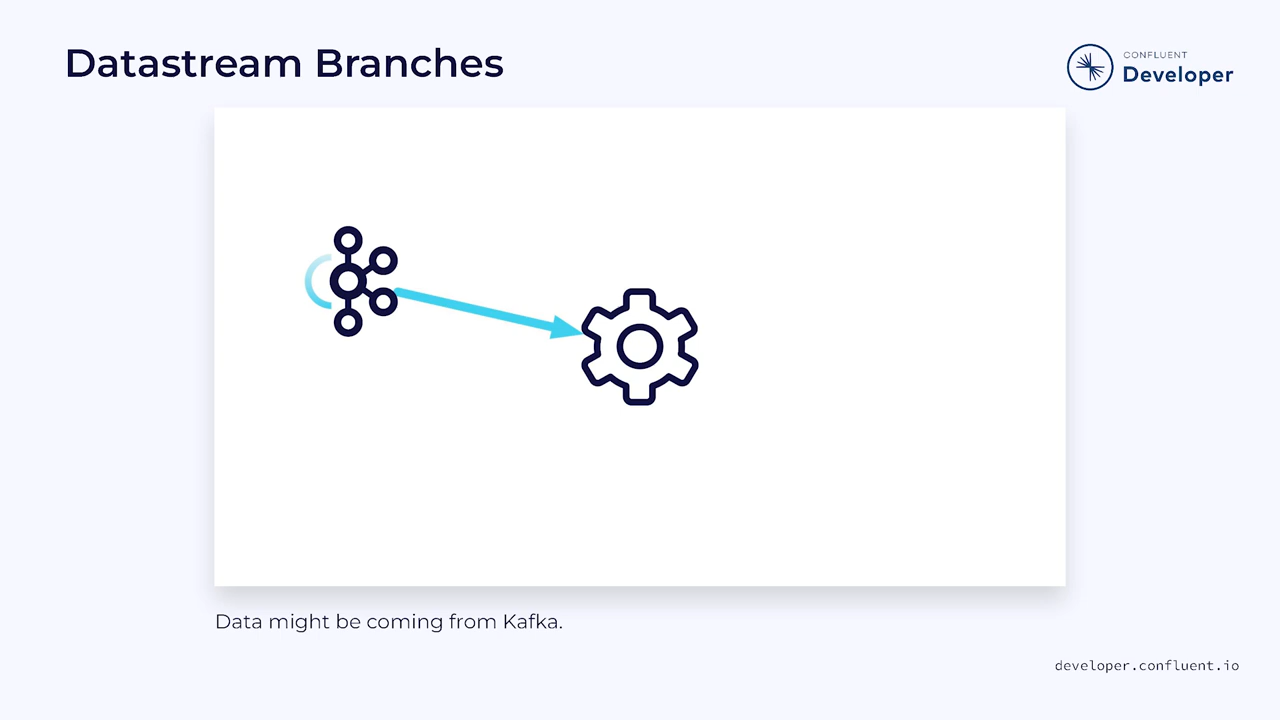 Datastream Branches
CONFLUENT
Developer
Data might be coming from Kafka.
developer.confluent.io